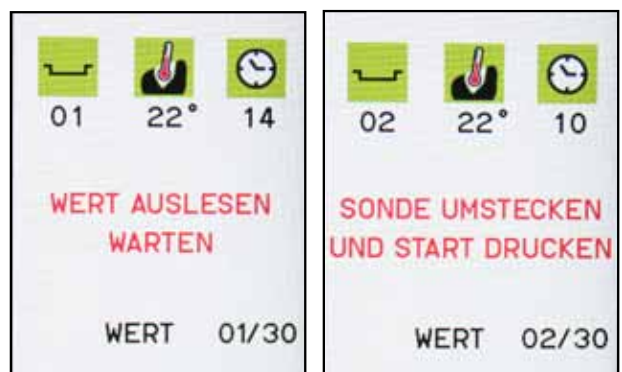 01 22° 14
WERT AUSLESEN
WARTEN
WERT 01/30
02 22° 10
SONDE UMSTECKEN
UND START DRUCKEN
WERT 02/30